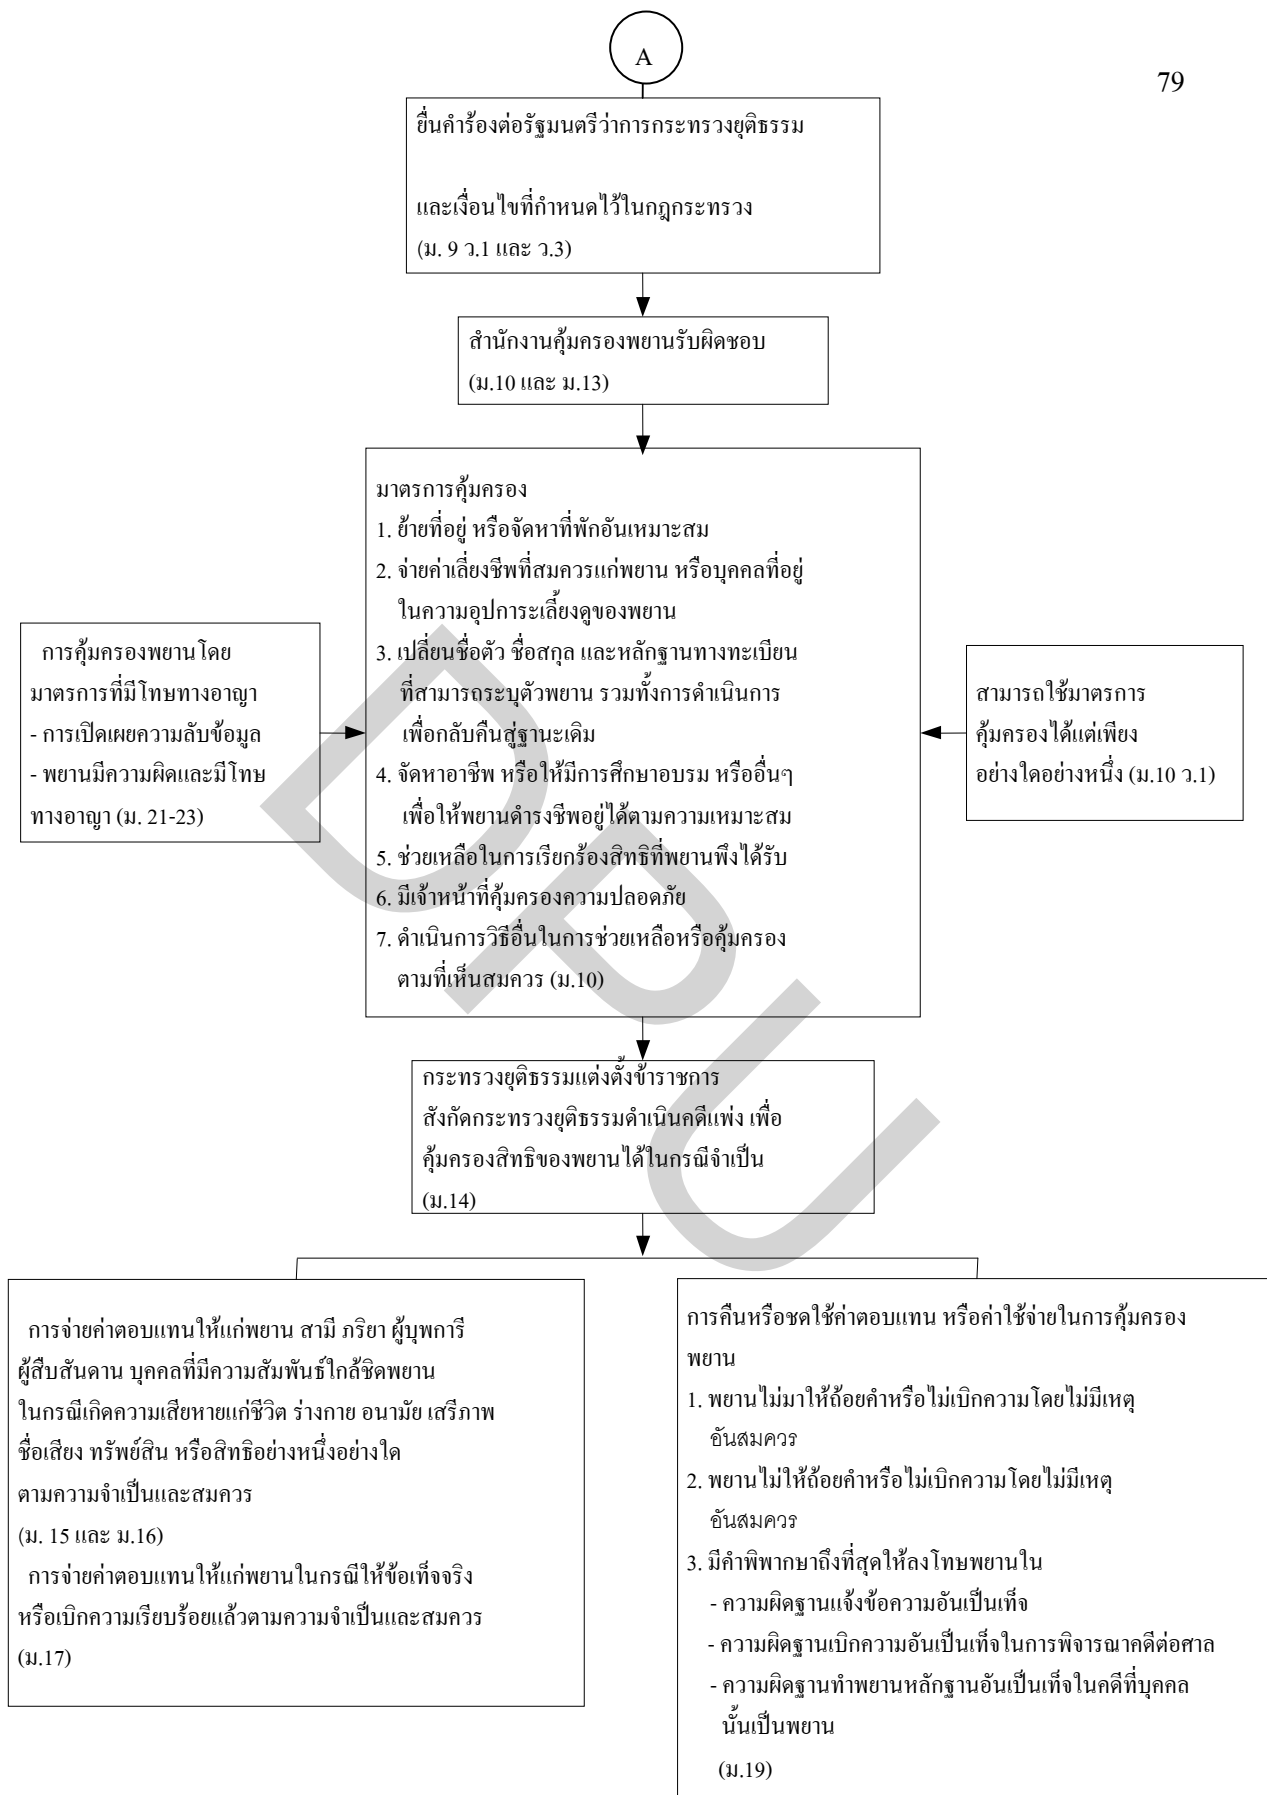 A
79
ยื่นคำร้องต่อรัฐมนตรีว่าการกระทรวงยุติธรรม
และเงื่อนไขที่กำหนดไว้ในกฎกระทรวง
(ม. 9 ว.1 และ ว.3)
สำนักงานคุ้มครองพยานรับผิดชอบ
(ม.10 และ ม.13)
มาตรการคุ้มครอง
1. ย้ายที่อยู่ หรือจัดหาที่พักอันเหมาะสม
2. จ่ายค่าเลี่ยงชีพที่สมควรแก่พยาน หรือบุคคลที่อยู่
ในความอุปการะเลี้ยงดูของพยาน
3. เปลี่ยนชื่อตัว ชื่อสกุล และหลักฐานทางทะเบียน
ที่สามารถระบุตัวพยาน รวมทั้งการดำเนินการ
เพื่อกลับคืนสู่ฐานะเดิม
4. จัดหาอาชีพ หรือให้มีการศึกษาอบรม หรืออื่นๆ
เพื่อให้พยานดำรงชีพอยู่ได้ตามความเหมาะสม
5. ช่วยเหลือในการเรียกร้องสิทธิที่พยานพึงได้รับ
6. มีเจ้าหน้าที่คุ้มครองความปลอดภัย
7. ดำเนินการวิธีอื่นในการช่วยเหลือหรือคุ้มครอง
ตามที่เห็นสมควร (ม.10)
การคุ้มครองพยานโดย
มาตรการที่มีโทษทางอาญา
- การเปิดเผยความลับข้อมูล
- พยานมีความผิดและมีโทษ
ทางอาญา (ม. 21-23)
สามารถใช้มาตรการ
คุ้มครองได้แต่เพียง
อย่างใดอย่างหนึ่ง (ม.10 ว.1)
กระทรวงยุติธรรมแต่งตั้งข้าราชการ
สังกัดกระทรวงยุติธรรมดำเนินคดีแพ่ง เพื่อ
คุ้มครองสิทธิของพยานได้ในกรณีจำเป็น
(ม.14)
การจ่ายค่าตอบแทนให้แก่พยาน สามี ภริยา ผู้บุพการี
ผู้สืบสันดาน บุคคลที่มีความสัมพันธ์ใกล้ชิดพยาน
ในกรณีเกิดความเสียหายแก่ชีวิต ร่างกาย อนามัย เสรีภาพ
ชื่อเสียง ทรัพย์สิน หรือสิทธิอย่างหนึ่งอย่างใด
ตามความจำเป็นและสมควร
(ม. 15 และ ม.16)
การจ่ายค่าตอบแทนให้แก่พยานในกรณีให้ข้อเท็จจริง
หรือเบิกความเรียบร้อยแล้วตามความจำเป็นและสมควร
(ม.17)
การคืนหรือชดใช้ค่าตอบแทน หรือค่าใช้จ่ายในการคุ้มครอง
พยาน
1. พยานไม่มาให้ถ้อยคำหรือไม่เบิกความโดยไม่มีเหตุ
อันสมควร
2. พยานไม่ให้ถ้อยคำหรือไม่เบิกความโดยไม่มีเหตุ
อันสมควร
3. มีคำพิพากษาถึงที่สุดให้ลงโทษพยานใน
- ความผิดฐานแจ้งข้อความอันเป็นเท็จ
- ความผิดฐานเบิกความอันเป็นเท็จในการพิจารณาคดีต่อศาล
- ความผิดฐานทำพยานหลักฐานอันเป็นเท็จในคดีที่บุคคล
นั้นเป็นพยาน
(ม.19)
DPU